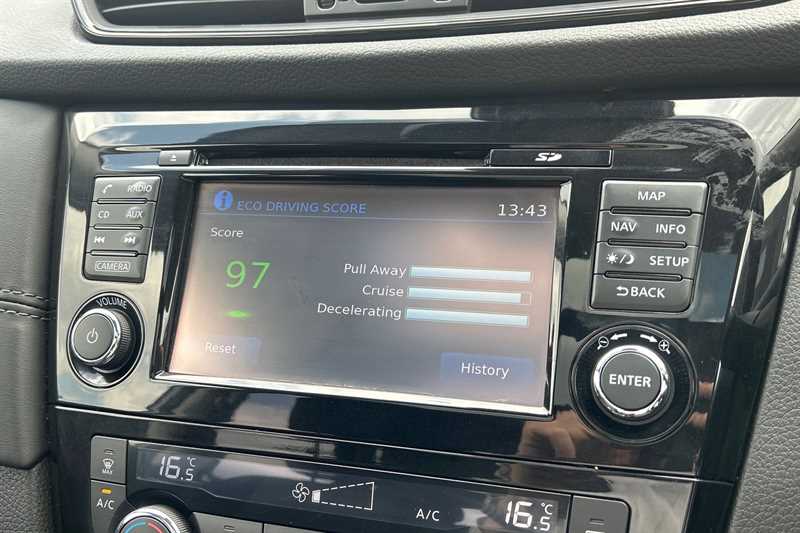 SD
RADIO
CD AUX
CAMERA
VOLUME
ECO DRIVING SCORE 13:43
Score
97
Pull Away
Cruise
Decelerating
Reset
History
MAP
NAV INFO
SETUP
BACK
ENTER
MAX
A/C
16.5°C
A/C
16.5°C